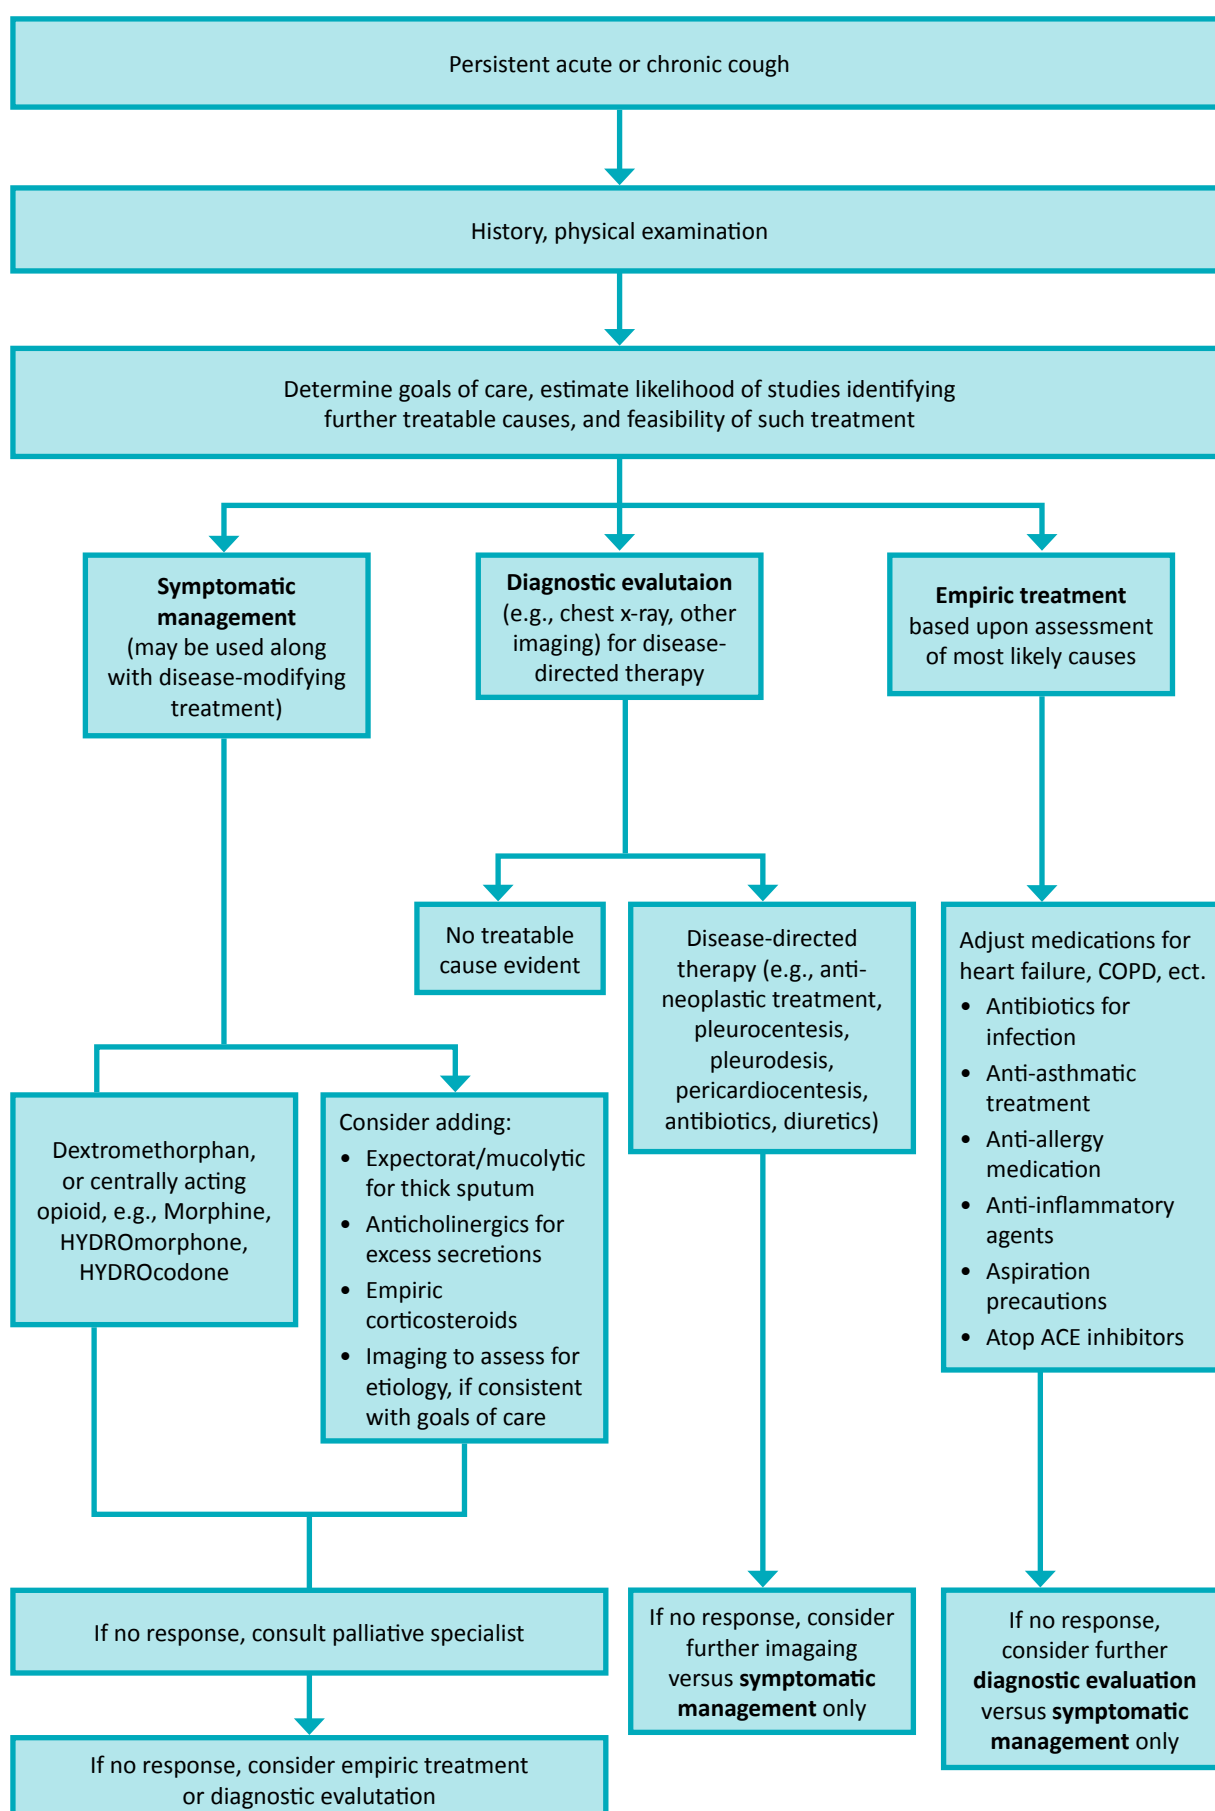 Persistent acute or chronic cough
History, physical examination
Determine goals of care, estimate likelihood of studies identifying
further treatable causes, and feasibility of such treatment
Symptomatic
management
(may be used along
with disease-modifying
treatment)
Diagnostic evalutaion
(e.g., chest x-ray, other
imaging) for disease-
directed therapy
Empiric treatment
based upon assessment
of most likely causes
No treatable
cause evident
Disease-directed
therapy (e.g., anti-
neoplastic treatment,
pleurocentesis,
pleurodesis,
pericardiocentesis,
antibiotics, diuretics)
Adjust medications for
heart failure, COPD, ect.
• Antibiotics for
infection
• Anti-asthmatic
treatment
• Anti-allergy
medication
• Anti-inflammatory
agents
• Aspiration
precautions
• Atop ACE inhibitors
Dextromethorphan,
or centrally acting
opioid, e.g., Morphine,
HYDROmorphone,
HYDROcodone
Consider adding:
• Expectorat/mucolytic
for thick sputum
• Anticholinergics for
excess secretions
• Empiric
corticosteroids
• Imaging to assess for
etiology, if consistent
with goals of care
If no response, consult palliative specialist
If no response, consider
further imagaing
versus symptomatic
management only
If no response,
consider further
diagnostic evaluation
versus symptomatic
management only
If no response, consider empiric treatment
or diagnostic evalutation